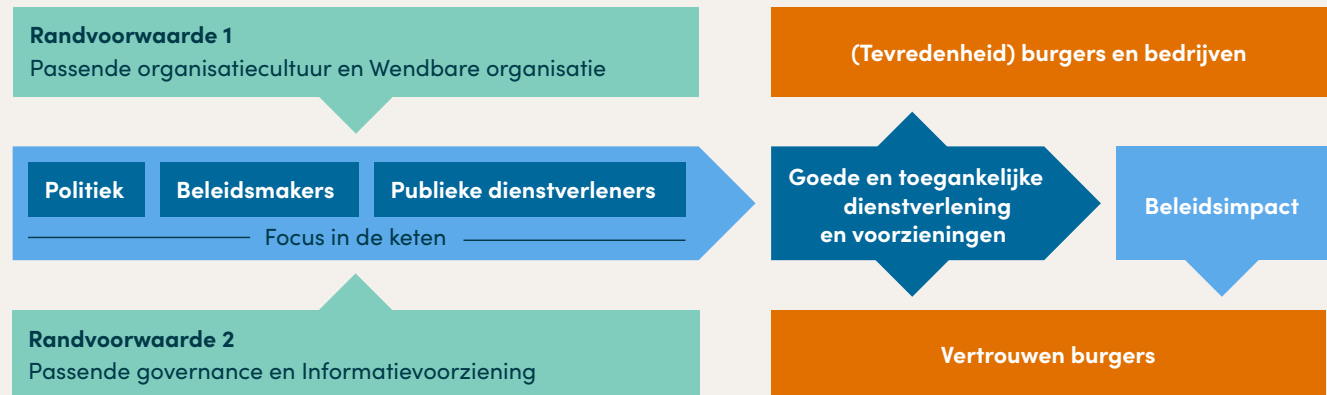 Randvoorwaarde 1
Passende organisatiecultuur en Wendbare organisatie
(Tevredenheid) burgers en bedrijven
Politiek
Beleidsmakers
Publieke dienstverleners
Focus in de keten
Goede en toegankelijke
dienstverlening
en voorzieningen
Beleidsimpact
Randvoorwaarde 2
Passende governance en Informatievoorziening
Vertrouwen burgers